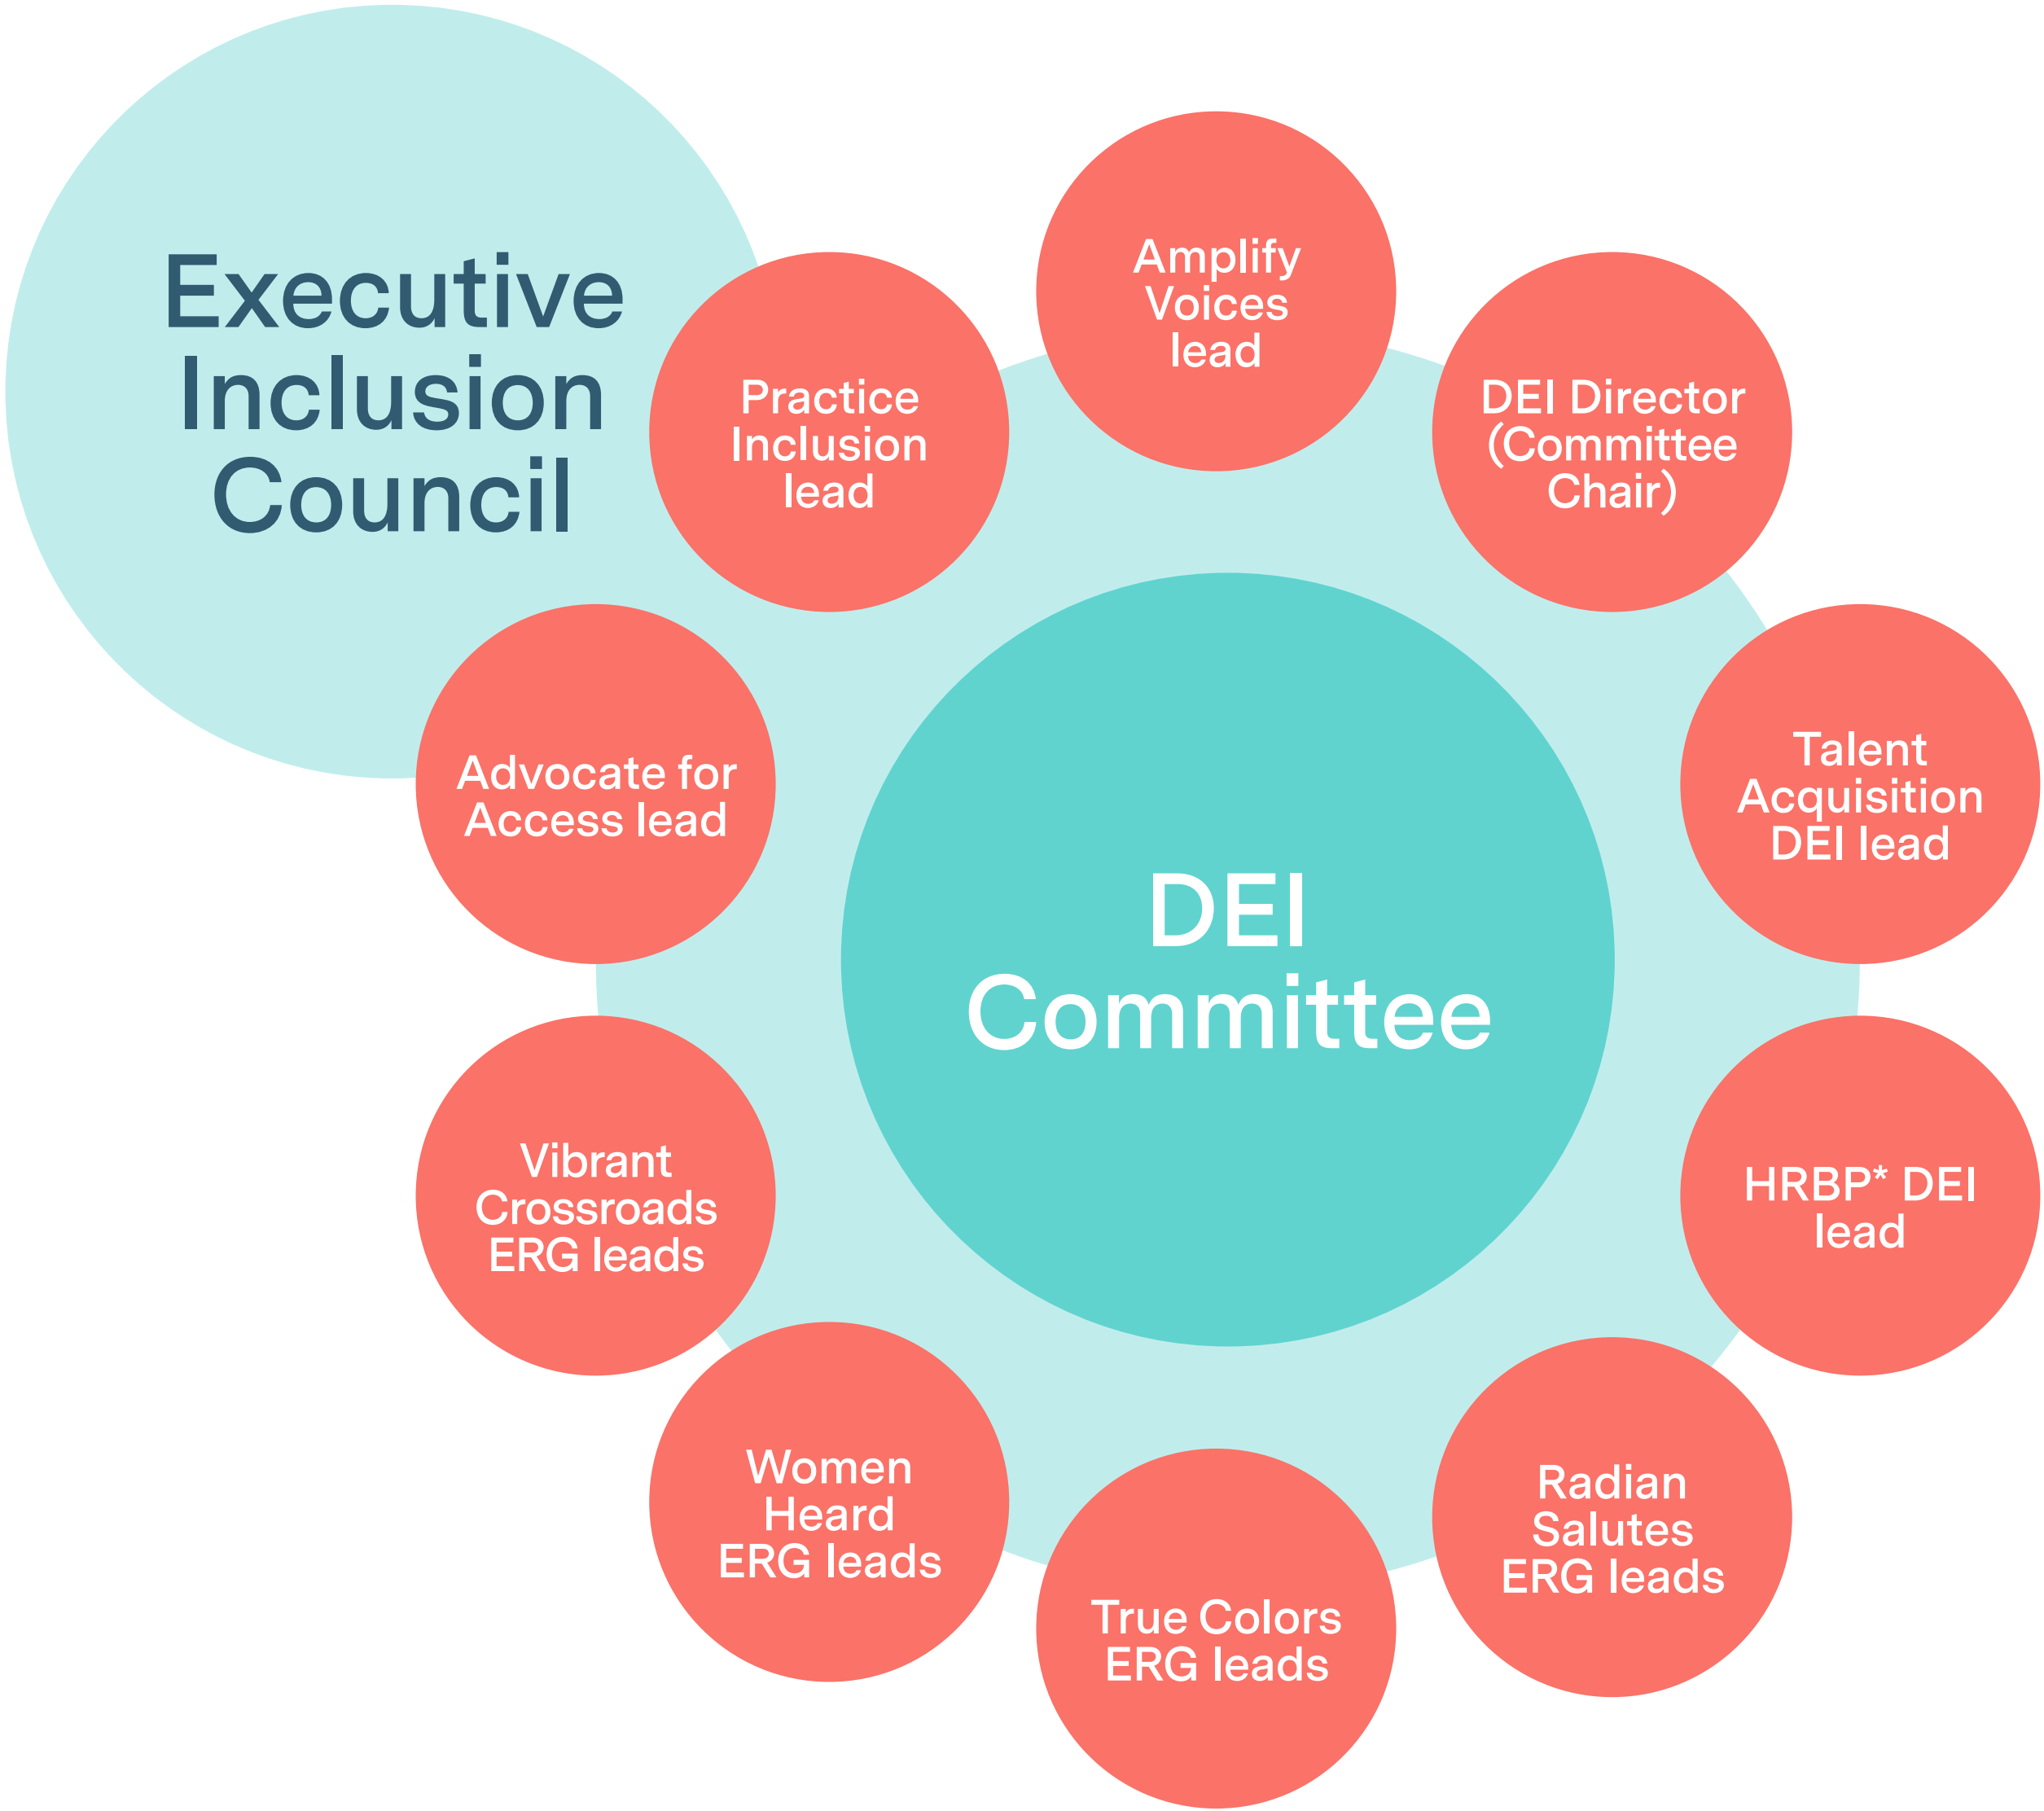 Executive
Inclusion
Council
Amplify
Voices
lead
Practice
Inclusion
lead
DEI Director
(Committee
Chair)
Advocate for
Access lead
Talent
Acquisition
DEI lead
DEI
Committee
Vibrant
Crossroads
ERG leads
HRBP* DEI
lead
Women
Heard
ERG leads
Radian
Salutes
ERG leads
True Colors
ERG leads